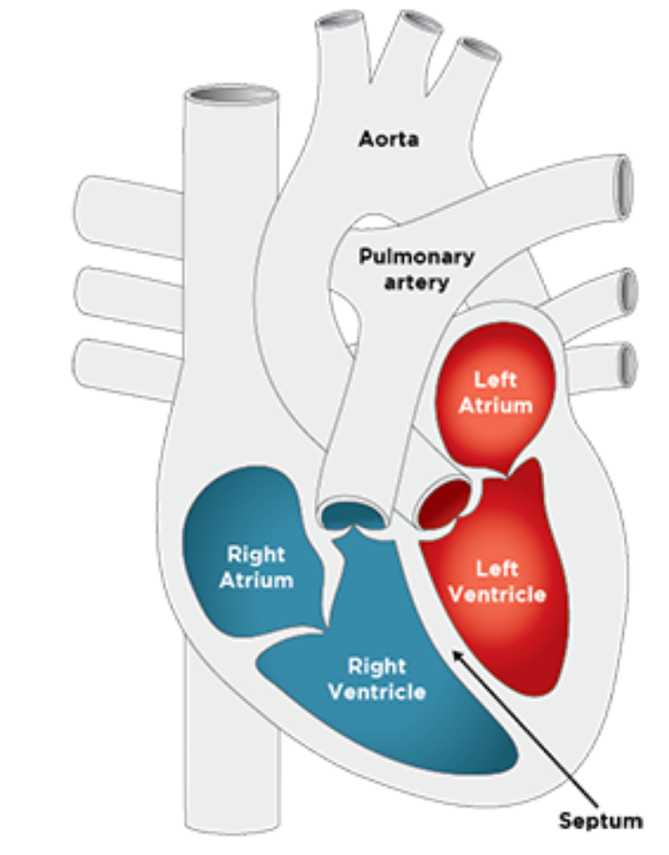 Aorta
Pulmonary
artery
Left
Atrium
Right
Atrium
Left
Ventricle
Right
Ventricle
Septum